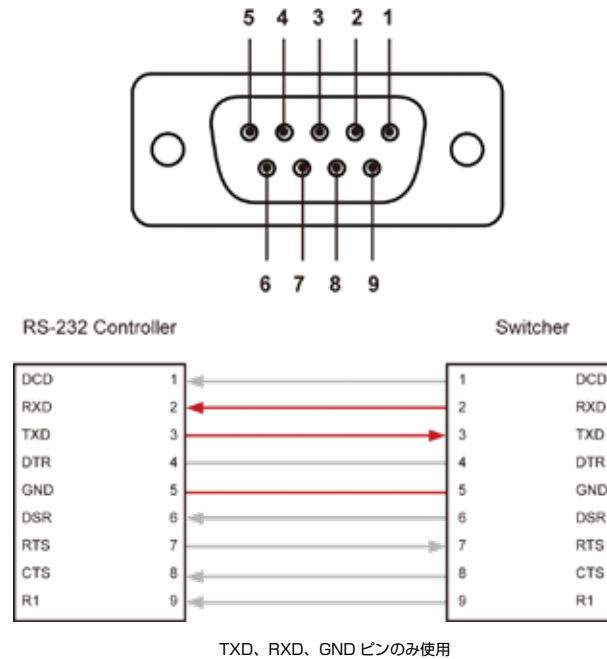 5 4 3 2 1
6 7 8 9
RS-232 Controller Switcher
DCD 1 1 DCD
RXD 2 2 RXD
TXD 3 3 TXD
DTR 4 4 DTR
GND 5 5 GND
DSR 6 6 DSR
RTS 7 7 RTS
CTS 8 8 CTS
R1 9 9 R1
TXD、RXD、GND ピンのみ使用